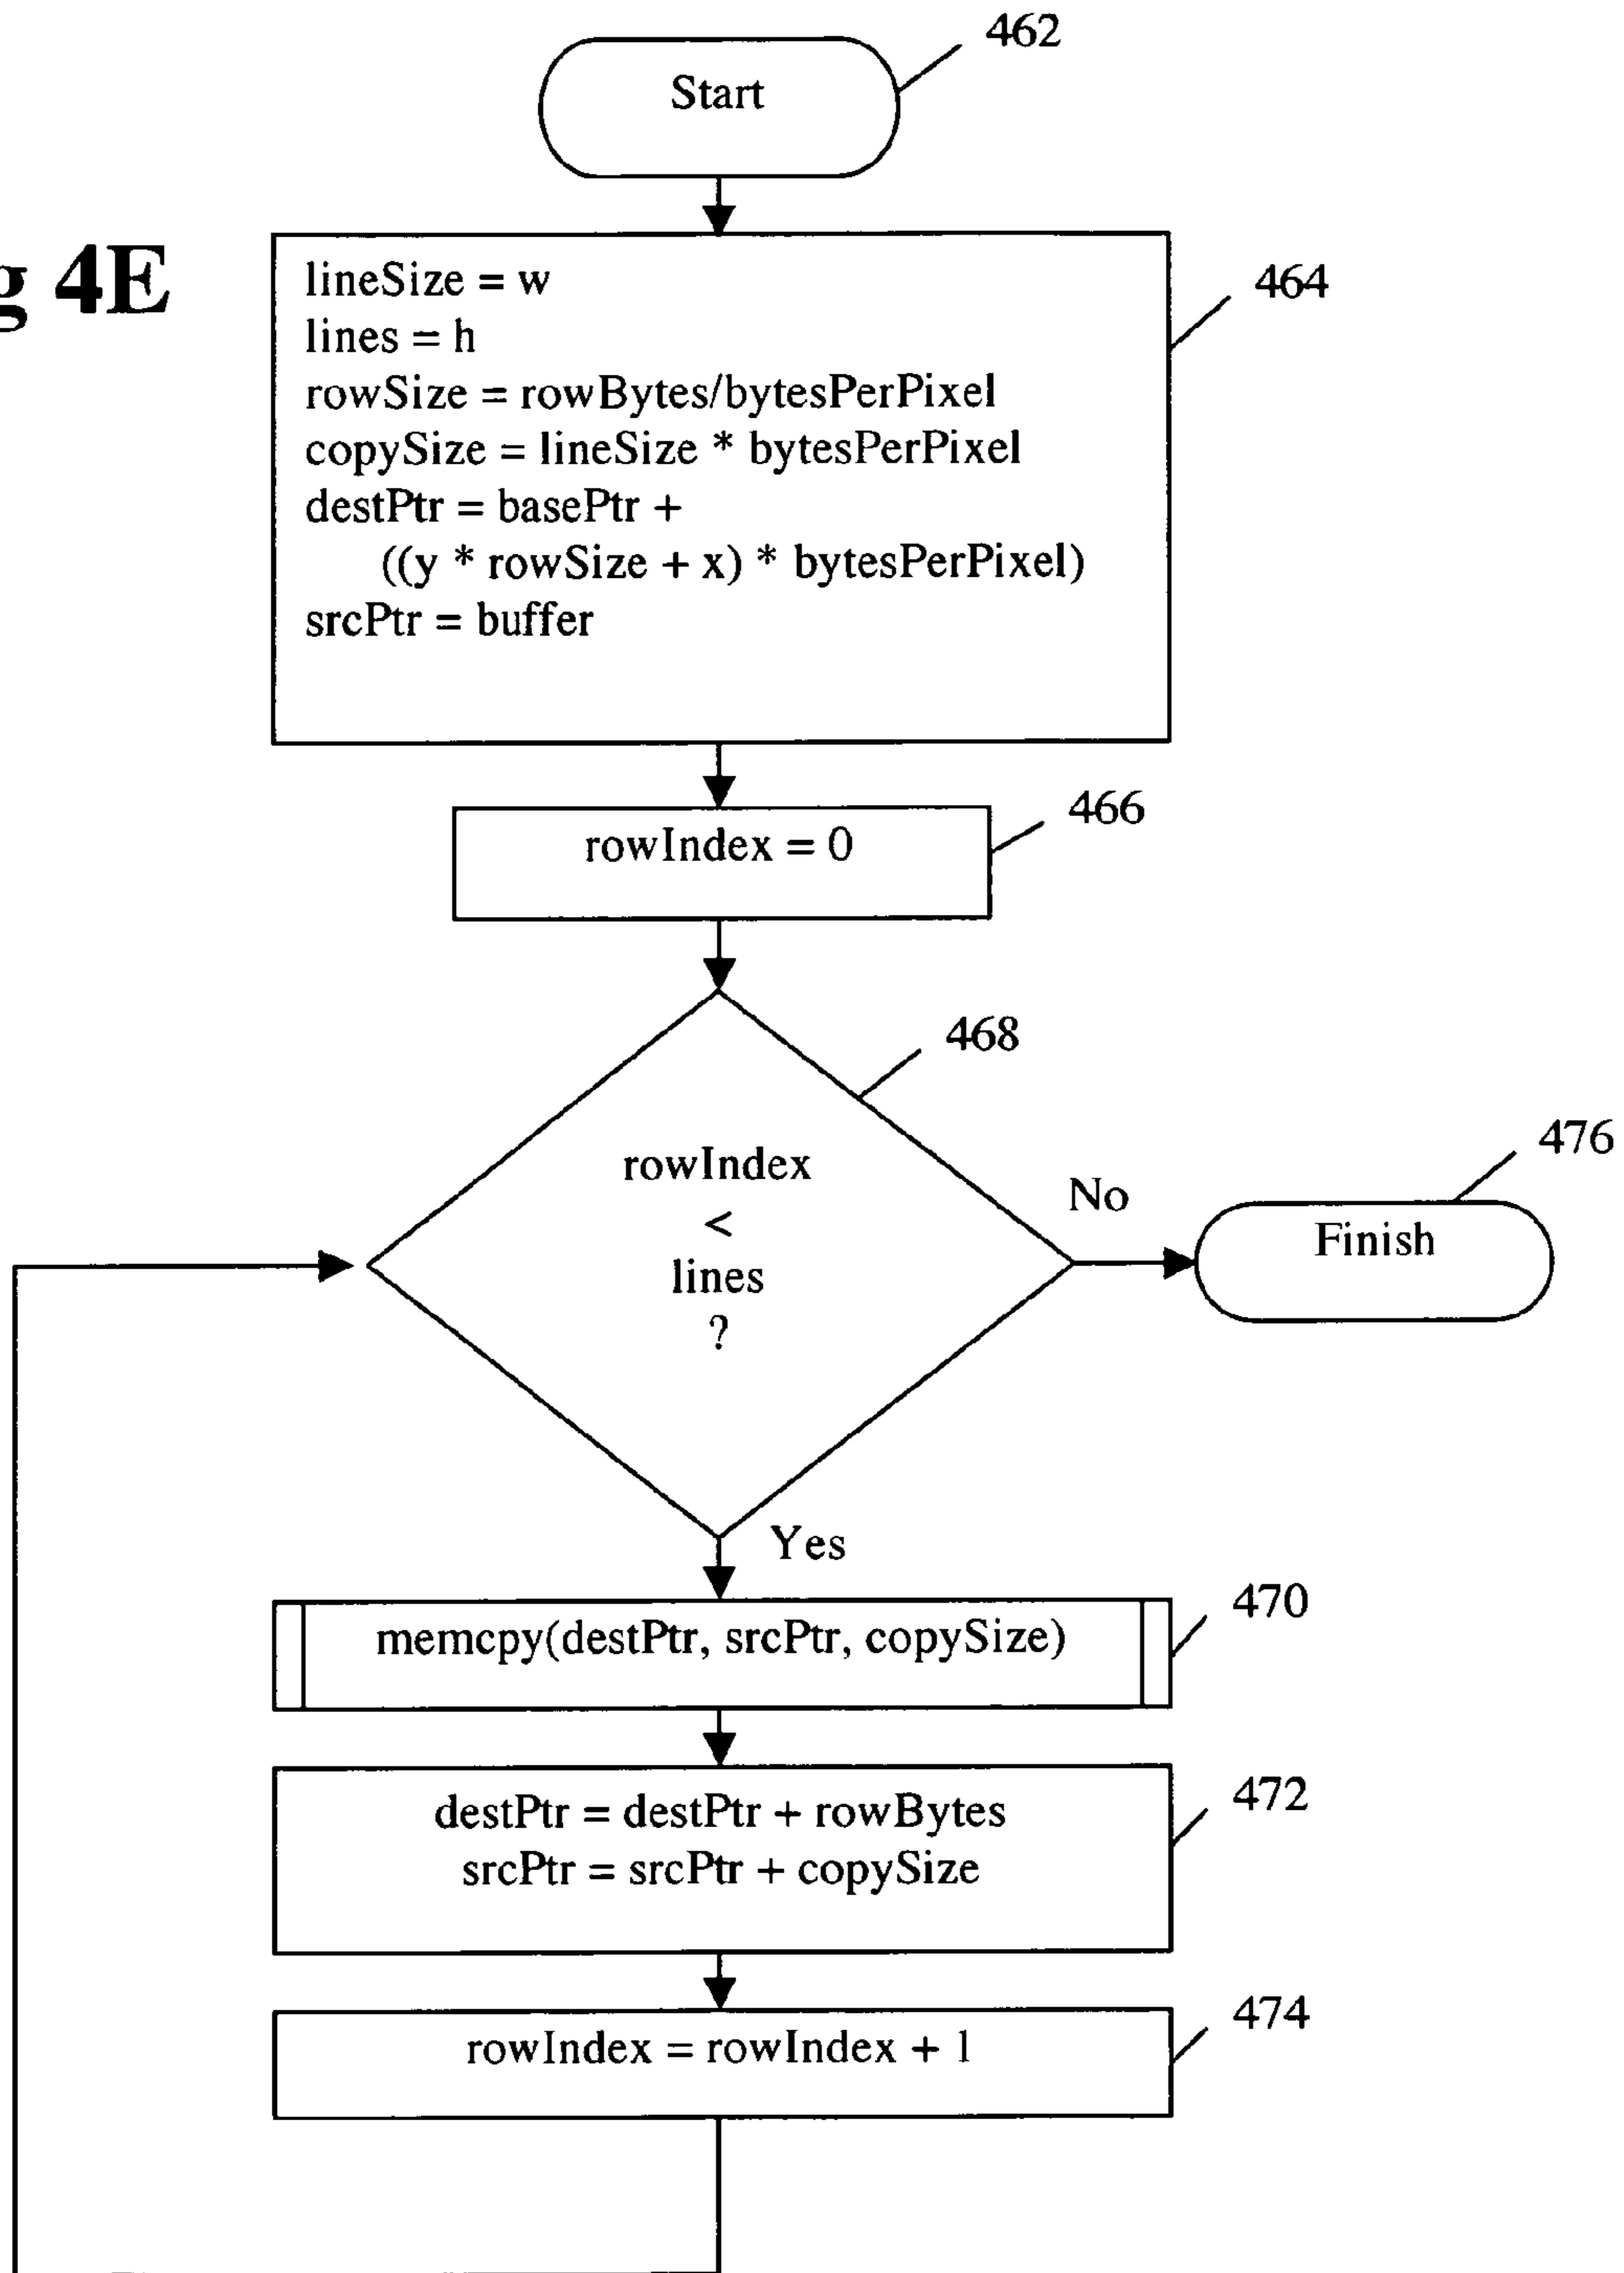 462
Start
g 4E
lineSize = w
lines = h
rowSize = rowBytes/bytesPerPixel
copySize = lineSize * bytesPerPixel
destPtr = basePtr +
((y * rowSize + x) * bytesPerPixel)
srcPtr = buffer
464
rowIndex = 0
466
468
rowIndex
<
lines
?
No
476
Finish
Yes
memcpy(destPtr, srcPtr, copySize)
470
destPtr = destPtr + rowBytes
srcPtr = srcPtr + copySize
472
rowIndex = rowIndex + 1
474